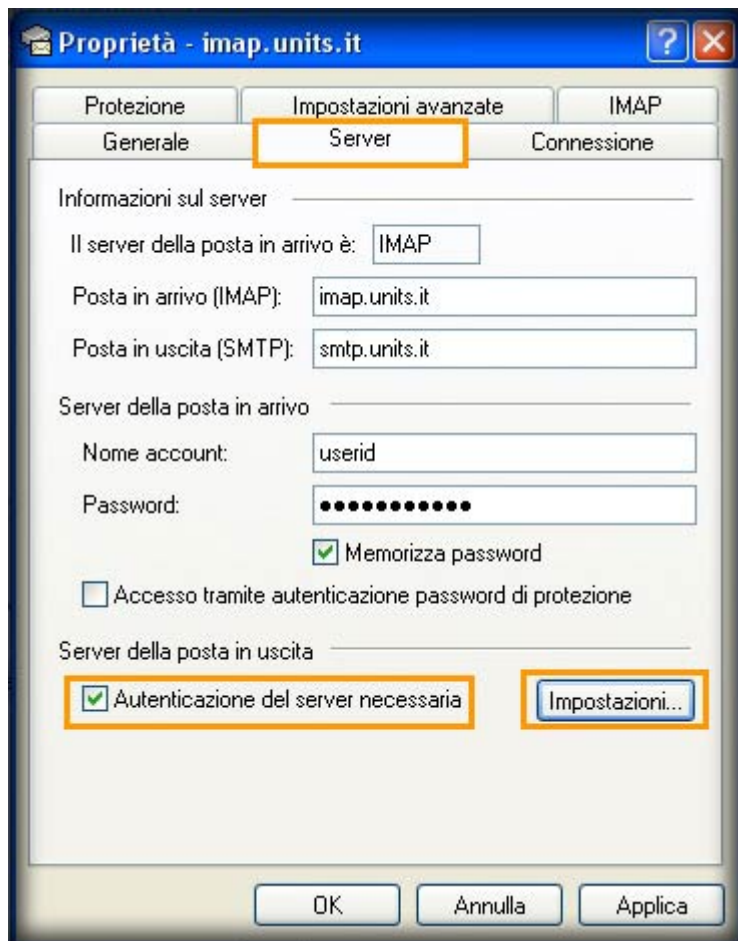 Proprietà - imap.units.it
Protezione Impostazioni avanzate IMAP
Generale Server Connessione
Informazioni sul server
Il server della posta in arrivo è: IMAP
Posta in arrivo (IMAP): imap.units.it
Posta in uscita (SMTP): smtp.units.it
Server della posta in arrivo
Nome account: userid
Password: ●●●●●●●●●●●
Memorizza password
Accesso tramite autenticazione password di protezione
Server della posta in uscita
Autenticazione del server necessaria Impostazioni...
OK Annulla Applica